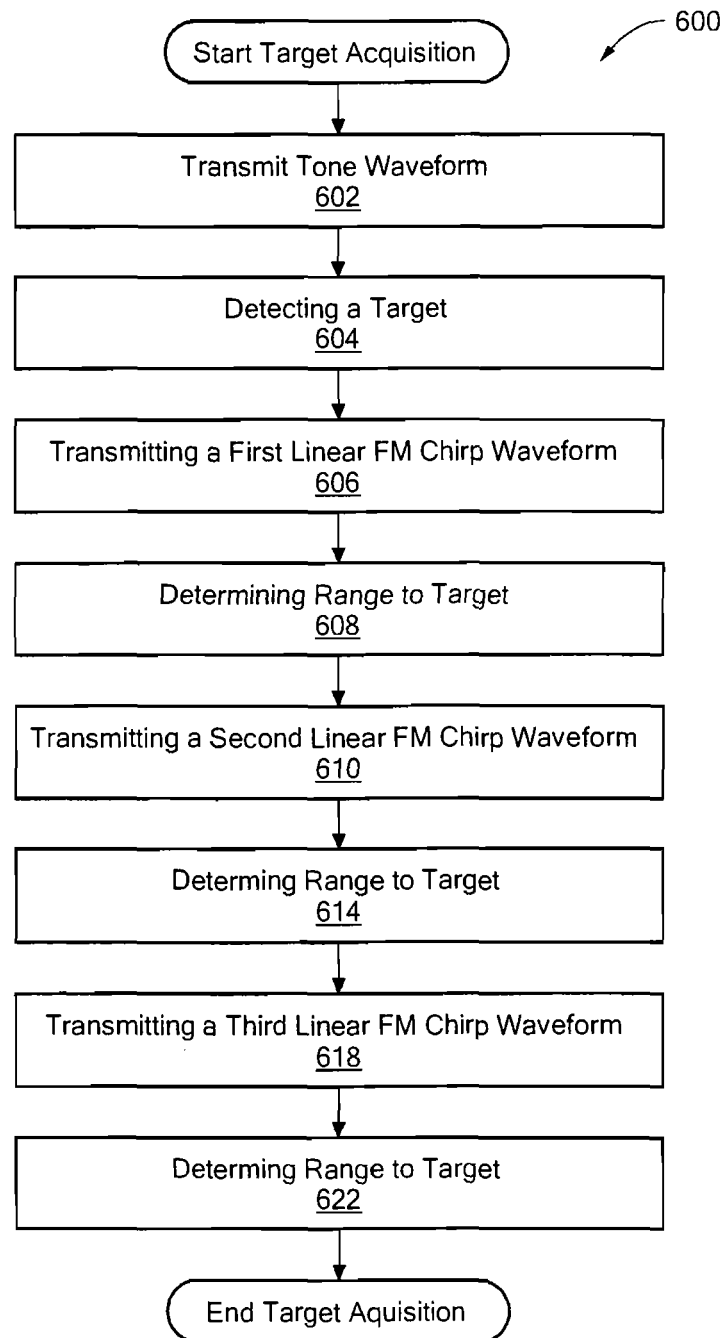 600
Start Target Acquisition
Transmit Tone Waveform
602
Detecting a Target
604
Transmitting a First Linear FM Chirp Waveform
606
Determining Range to Target
608
Transmitting a Second Linear FM Chirp Waveform
610
Determing Range to Target
614
Transmitting a Third Linear FM Chirp Waveform
618
Determing Range to Target
622
End Target Aquisition